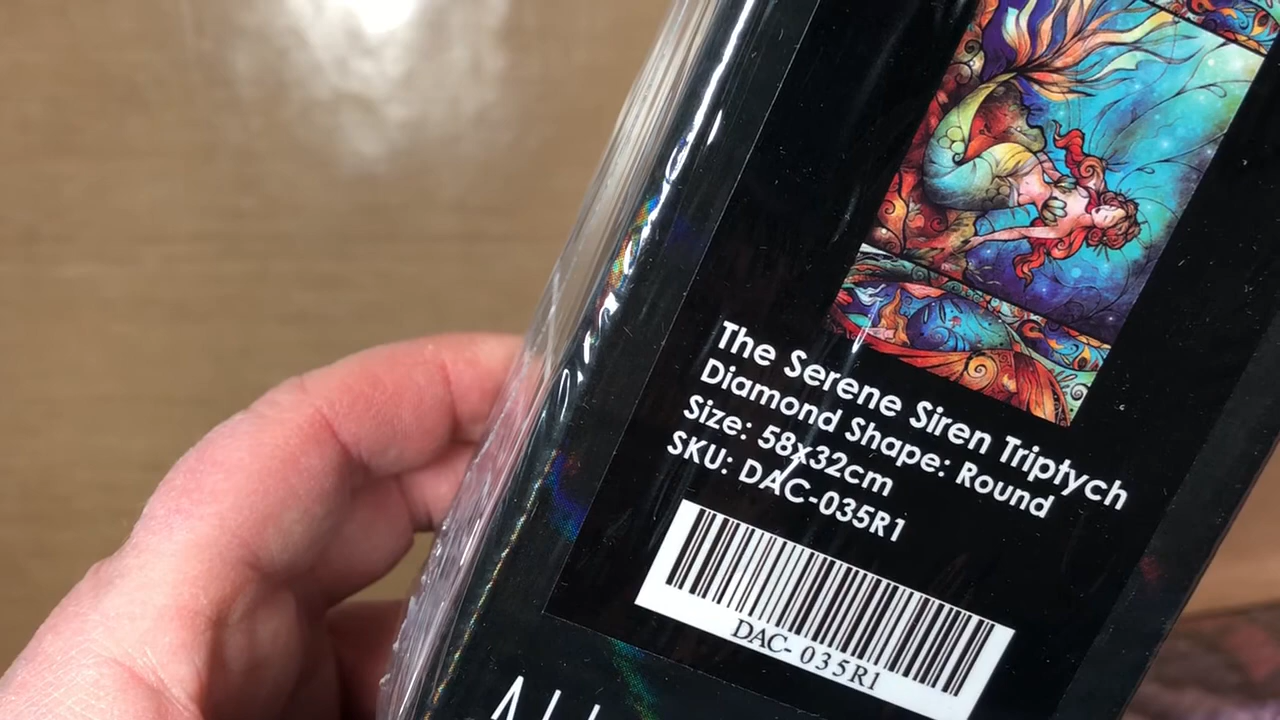 The Serene Siren Triptych
Diamond Shape: Round
Size: 58x32cm
SKU: DAC-035R1
DAC- 035R1